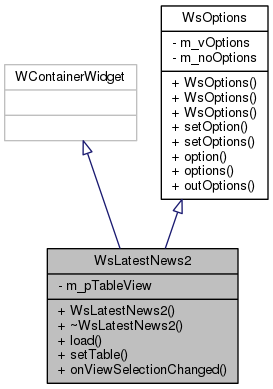 WsOptions
- m_vOptions
- m_noOptions
+ WsOptions()
+ WsOptions()
+ WsOptions()
+ setOption()
+ setOptions()
+ option()
+ options()
+ outOptions()
WContainerWidget
WsLatestNews2
- m_pTableView
+ WsLatestNews2()
+ ~WsLatestNews2()
+ load()
+ setTable()
+ onViewSelectionChanged()